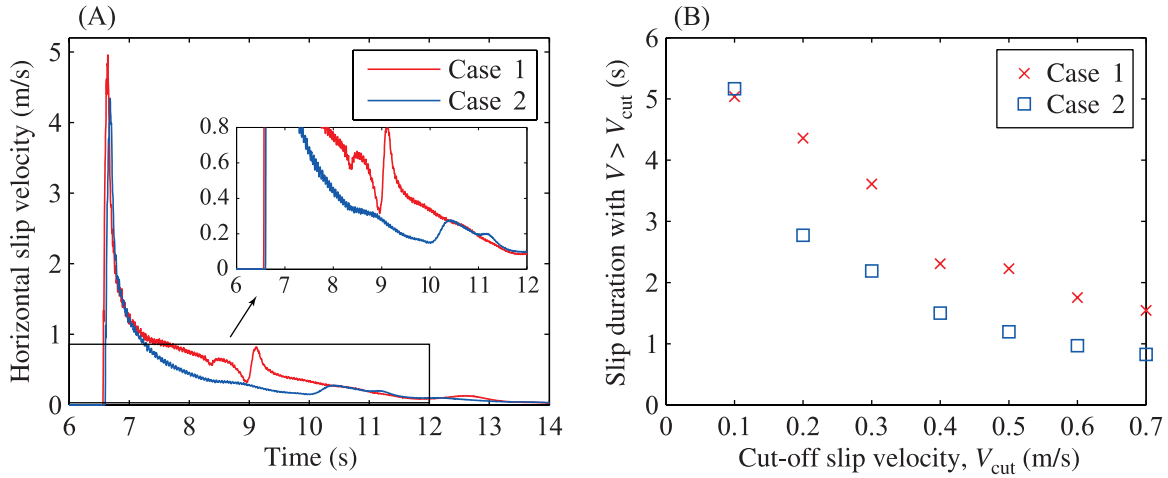 (A)
Horizontal slip velocity (m/s)
5
4
3
2
1
0
6 7 8 9 10 11 12 13 14
Time (s)
Case 1
Case 2
0.8
0.6
0.4
0.2
0
6 7 8 9 10 11 12
(B)
Slip duration with V > Vcut (s)
6
5
4
3
2
1
0
0 0.1 0.2 0.3 0.4 0.5 0.6 0.7
Cut-off slip velocity, Vcut (m/s)
Case 1
Case 2